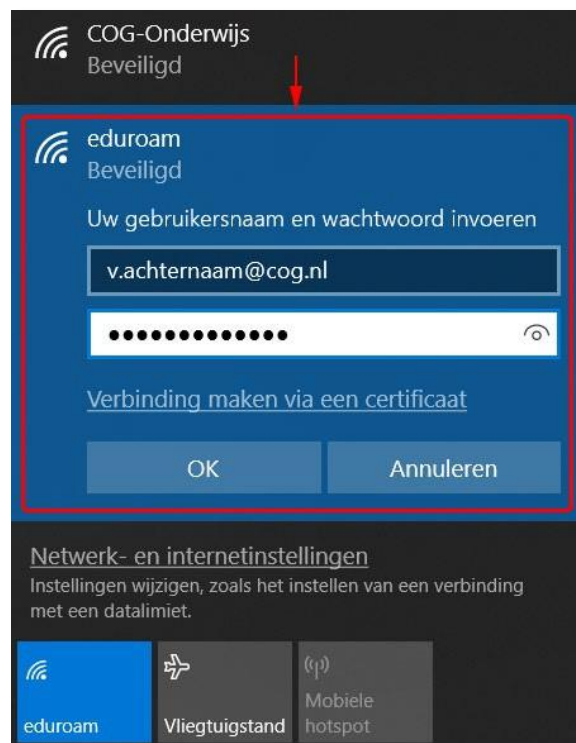 COG-Onderwijs
Beveiligd
eduroam
Beveiligd
Uw gebruikersnaam en wachtwoord invoeren
v.achternaam@cog.nl
●●●●●●●●●●●●●
Verbinding maken via een certificaat
OK
Annuleren
Netwerk- en internetinstellingen
Instellingen wijzigen, zoals het instellen van een verbinding
met een datalimiet.
eduroam
Vliegtuigstand
Mobiele
hotspot